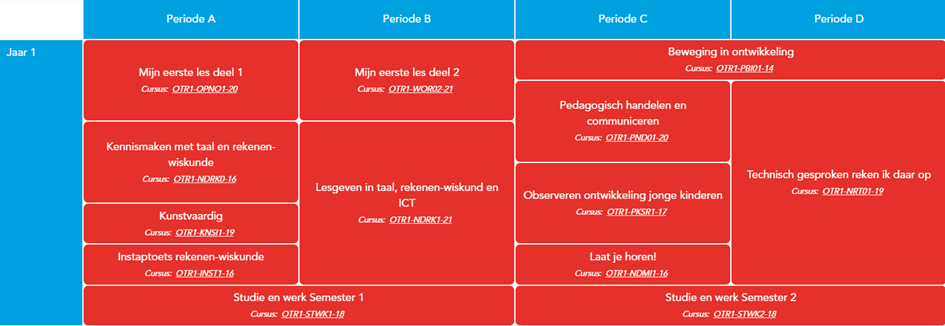 Periode A
Periode B
Periode C
Periode D
Jaar 1
Mijn eerste les deel 1
Cursus: OTR1-OPNO1-20
Mijn eerste les deel 2
Cursus: OTR1-WOR02-21
Beweging in ontwikkeling
Cursus: OTR1-PBI01-14
Pedagogisch handelen en
communiceren
Cursus: OTR1-PND01-20
Kennismaken met taal en rekenen-
wiskunde
Cursus: OTR1-NDRK0-16
Lesgeven in taal, rekenen-wiskund en
ICT
Cursus: OTR1-NDRK1-21
Technisch gesproken reken ik daar op
Cursus: OTR1-NRT01-19
Observeren ontwikkeling jonge kinderen
Cursus: OTR1-PKSR1-17
Kunstvaardig
Cursus: OTR1-KNSI1-19
Instaptoets rekenen-wiskunde
Cursus: OTR1-INST1-16
Laat je horen!
Cursus: OTR1-NDMI1-16
Studie en werk Semester 1
Cursus: OTR1-STWK1-18
Studie en werk Semester 2
Cursus: OTR1-STWK2-18